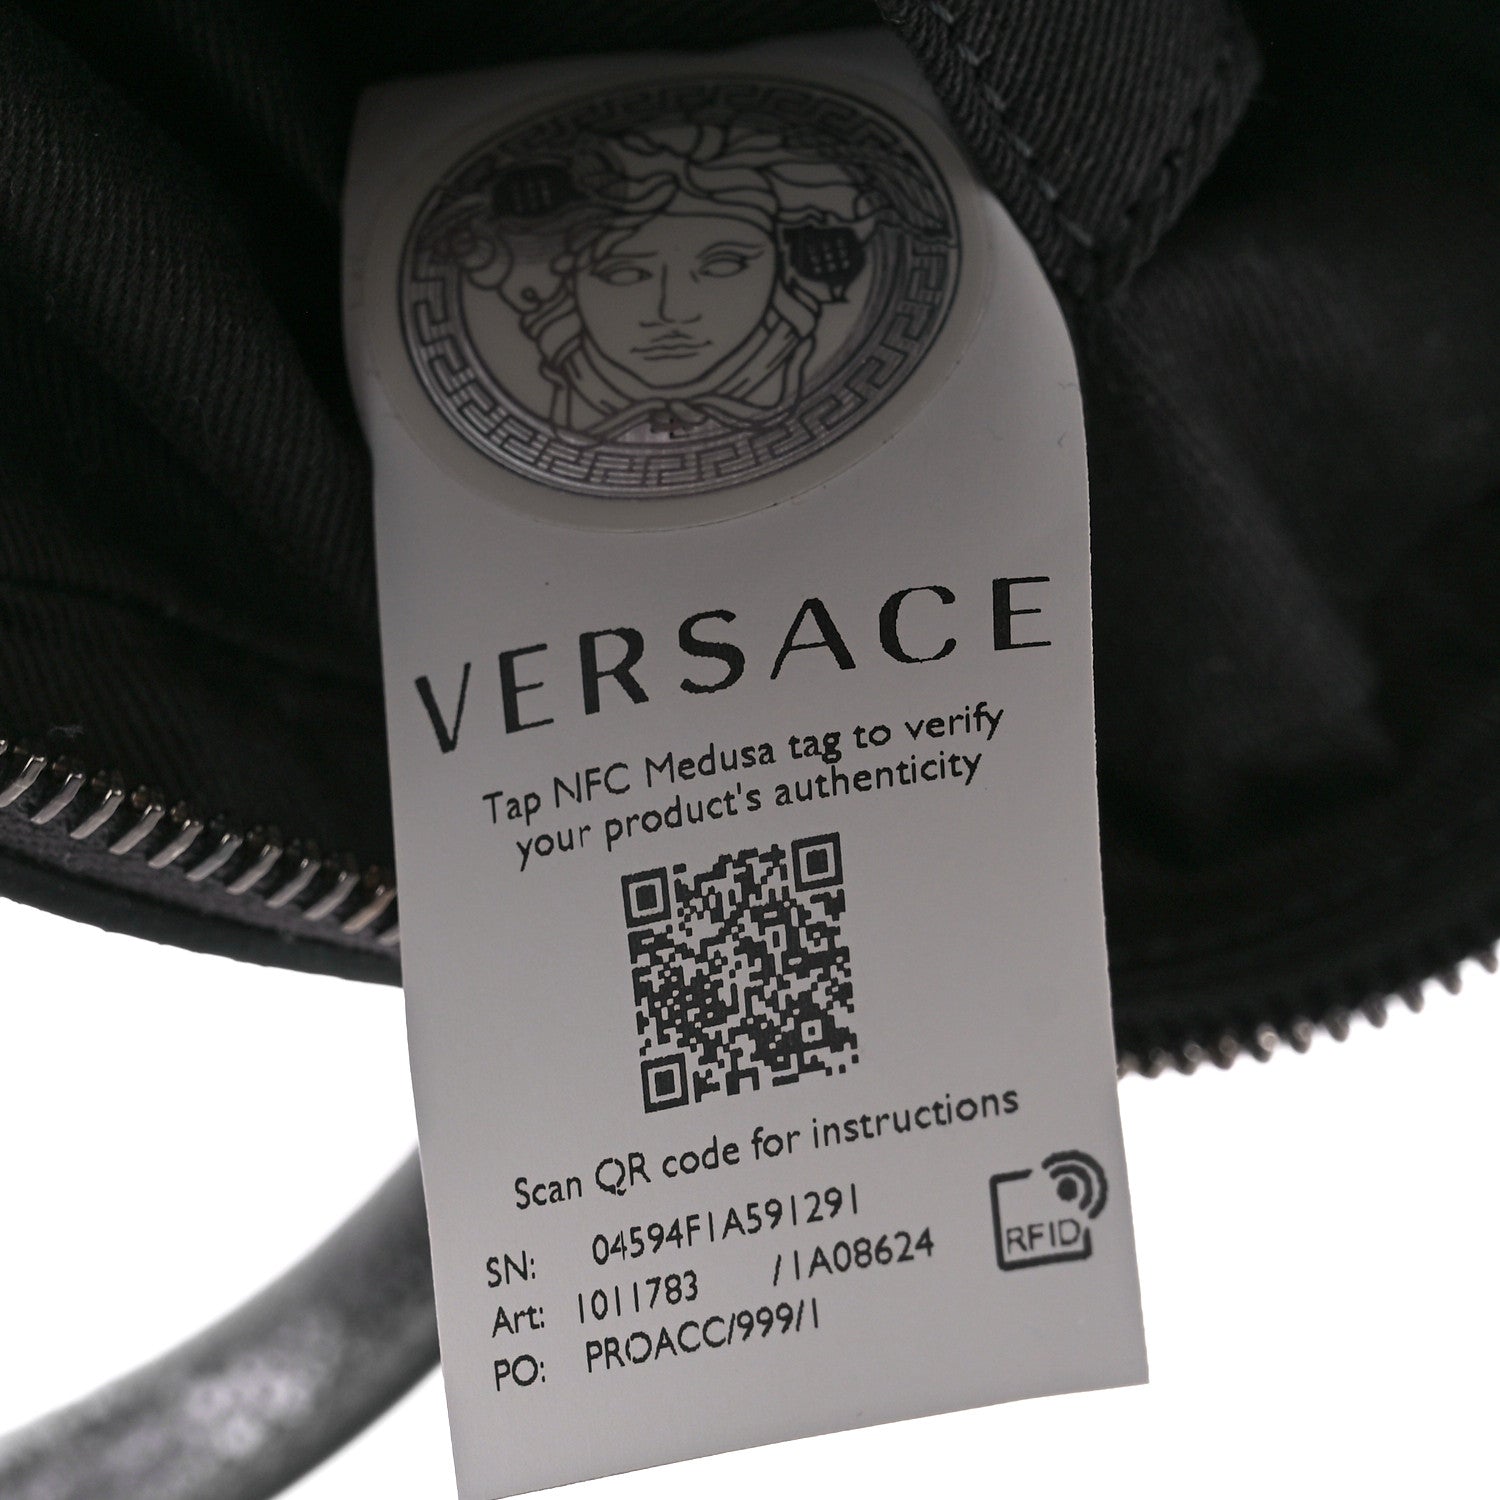 VERSACE
Tap NFC Medusa tag to verify
your product's authenticity
Scan QR code for instructions
SN: 04594F1A591291
Art: 1011783 /1A08624
PO: PROACC/999/1
RFID